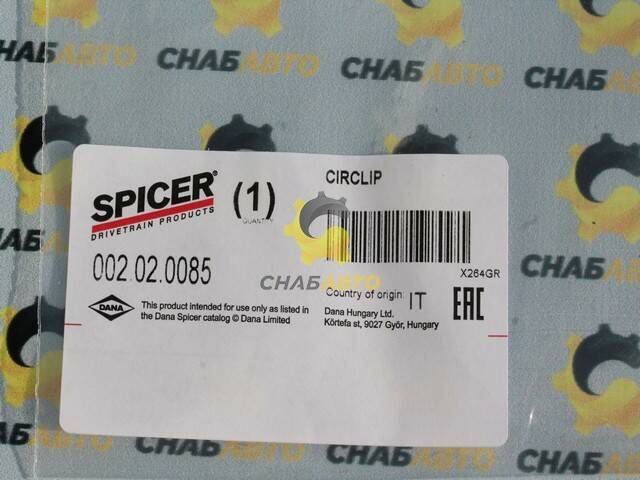 СНАБАВТО
СНАБАВТО
СНАБАВТО
SPICER®
DRIVETRAIN PRODUCTS
(1)
QUANTITY
CIRCLIP
002.02.0085
СНАБАВТО
X264GR
DANA
This product intended for use only as listed in
the Dana Spicer catalog © Dana Limited
Country of origin: IT
Dana Hungary Ltd.
Körtefa st, 9027 Győr, Hungary
EAC
СНАБАВТО
СНАБАВТО